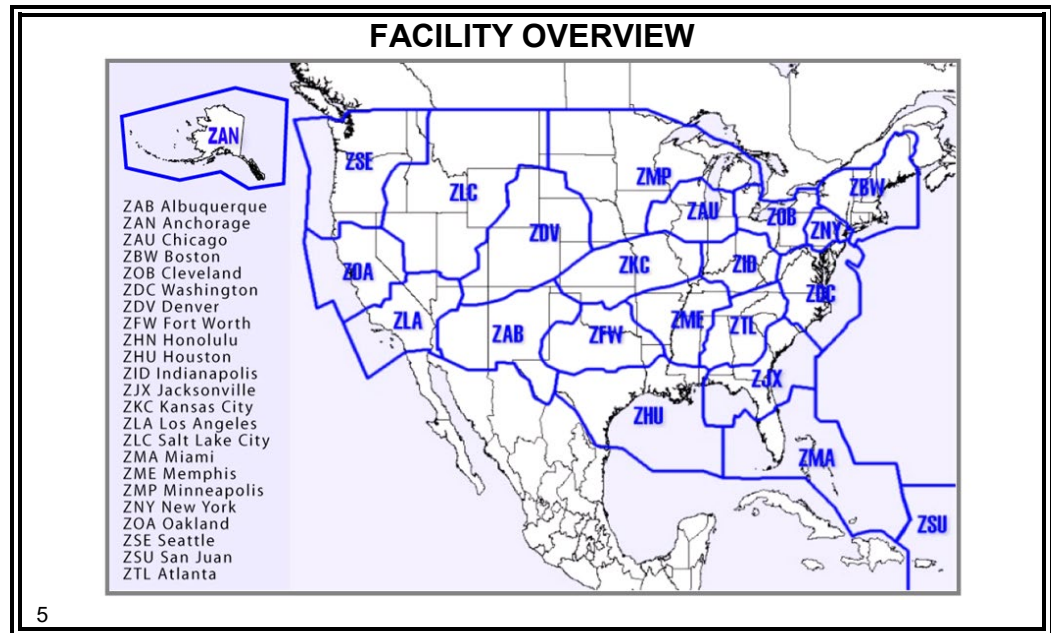 FACILITY OVERVIEW
ZAN
ZSE
ZLC
ZMP
ZBW
ZAU
ZOB
ZNY
ZDV
ZOA
ZKC
ZID
ZDC
ZLA
ZAB
ZFW
ZME
ZTL
ZJX
ZHU
ZMA
ZSU
ZAB Albuquerque
ZAN Anchorage
ZAU Chicago
ZBW Boston
ZOB Cleveland
ZDC Washington
ZDV Denver
ZFW Fort Worth
ZHN Honolulu
ZHU Houston
ZID Indianapolis
ZJX Jacksonville
ZKC Kansas City
ZLA Los Angeles
ZLC Salt Lake City
ZMA Miami
ZME Memphis
ZMP Minneapolis
ZNY New York
ZOA Oakland
ZSE Seattle
ZSU San Juan
ZTL Atlanta
5